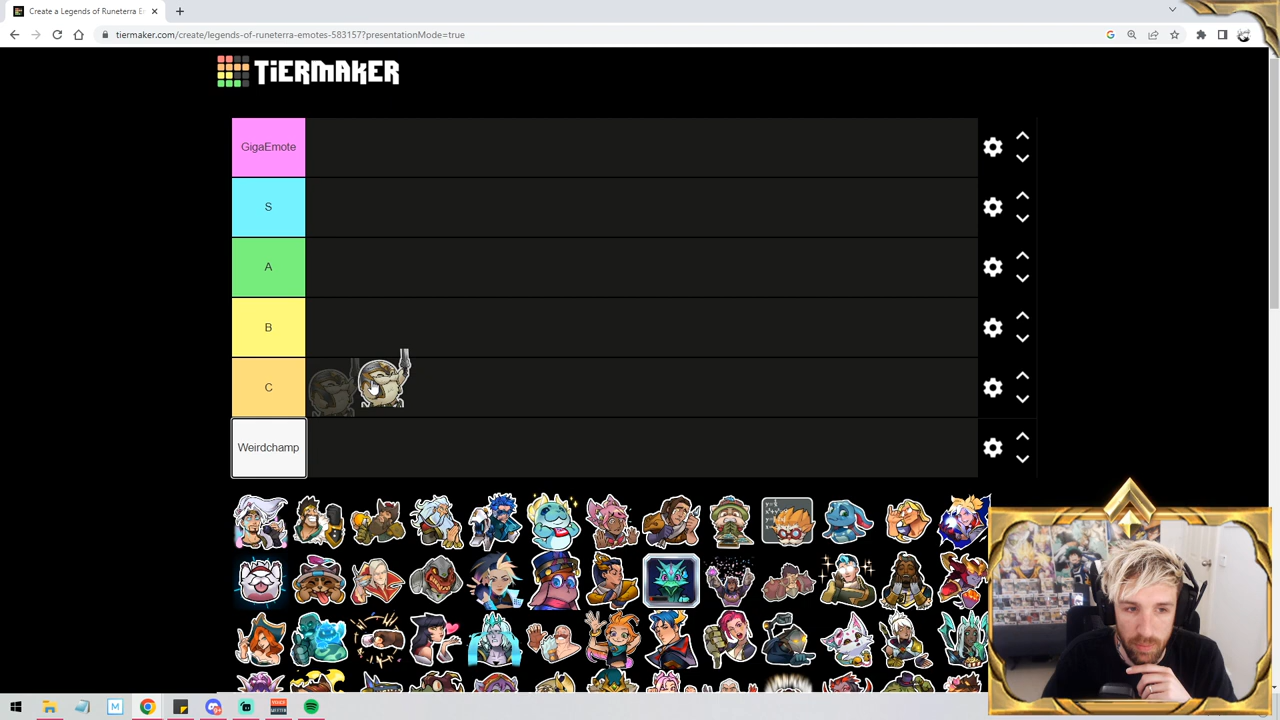 Create a Legends of Runeterra E
tiermaker.com/create/legends-of-runeterra-emotes-583157?presentationMode=true
TiERMAKER
GigaEmote
S
A
B
C
Weirdchamp